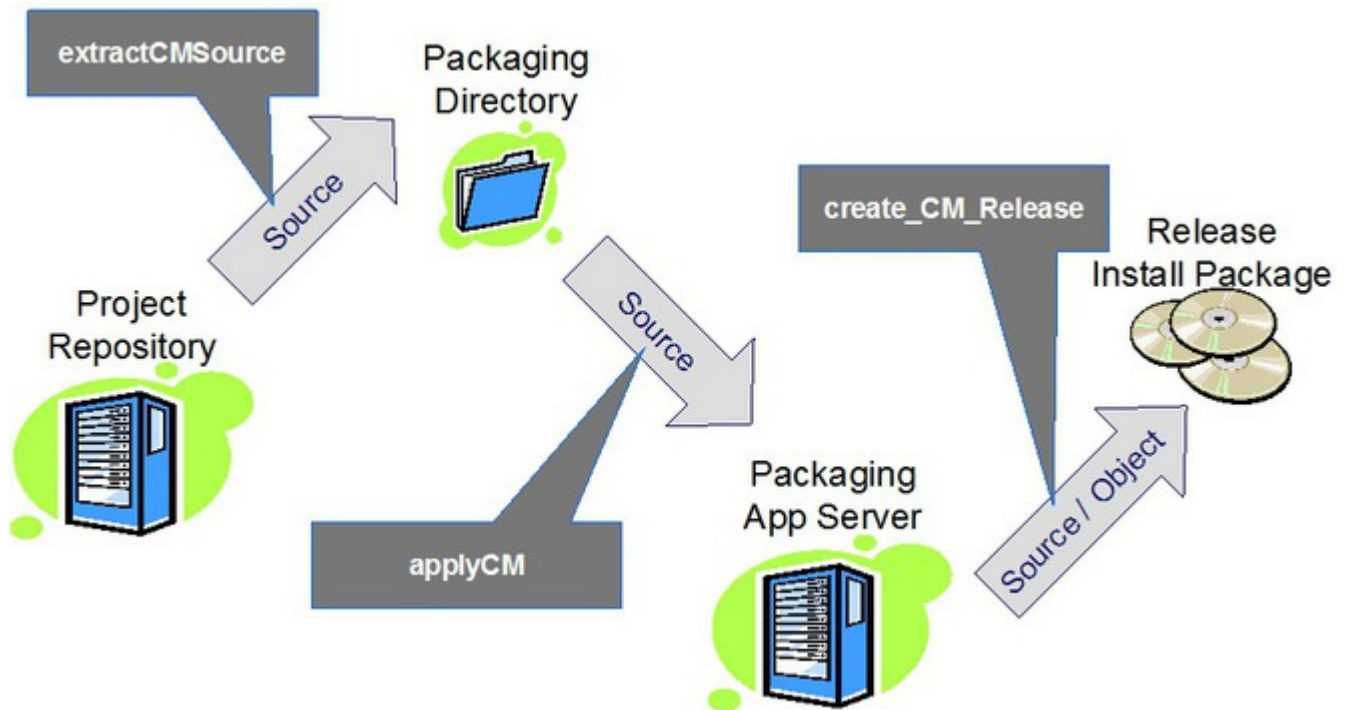 extractCMSource
Packaging
Directory
Source
Project
Repository
Source
applyCM
create_CM_Release
Release
Install Package
Packaging
App Server
Source / Object